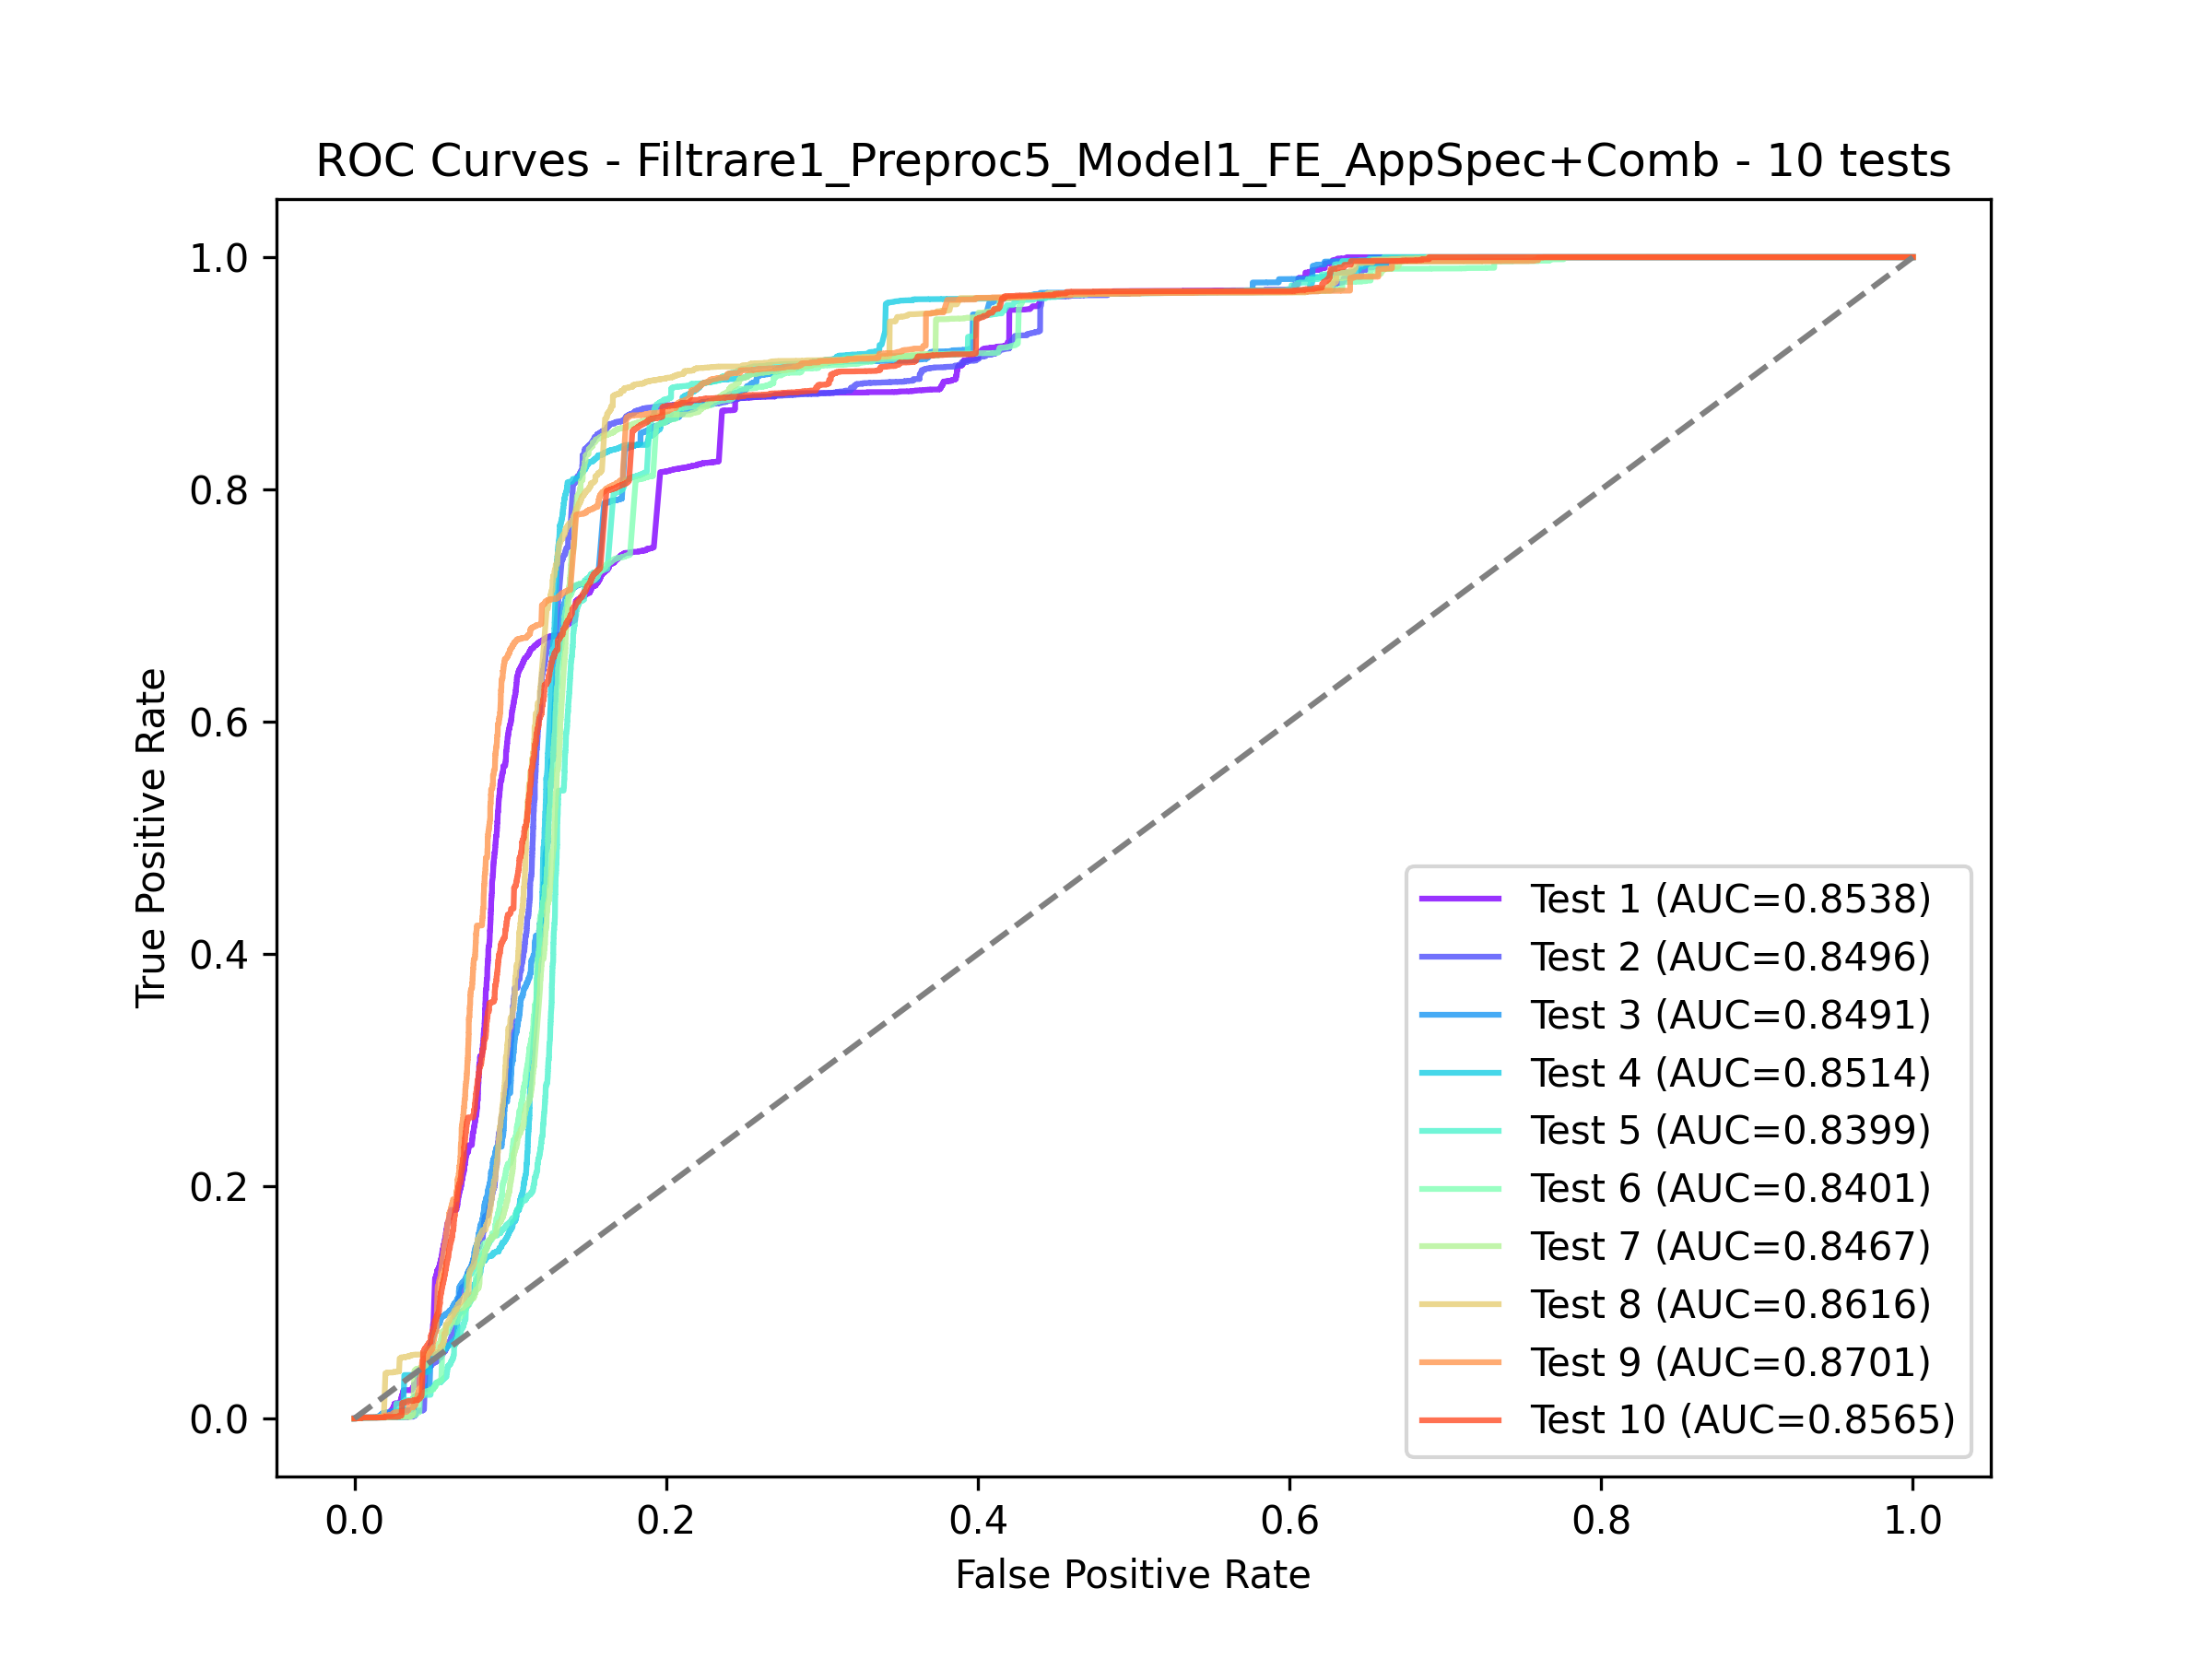 ROC Curves - Filtrare1_Preproc5_Model1_FE_AppSpec+Comb - 10 tests
True Positive Rate
1.0
0.8
0.6
0.4
0.2
0.0
Test 1 (AUC=0.8538)
Test 2 (AUC=0.8496)
Test 3 (AUC=0.8491)
Test 4 (AUC=0.8514)
Test 5 (AUC=0.8399)
Test 6 (AUC=0.8401)
Test 7 (AUC=0.8467)
Test 8 (AUC=0.8616)
Test 9 (AUC=0.8701)
Test 10 (AUC=0.8565)
0.0 0.2 0.4 0.6 0.8 1.0
False Positive Rate